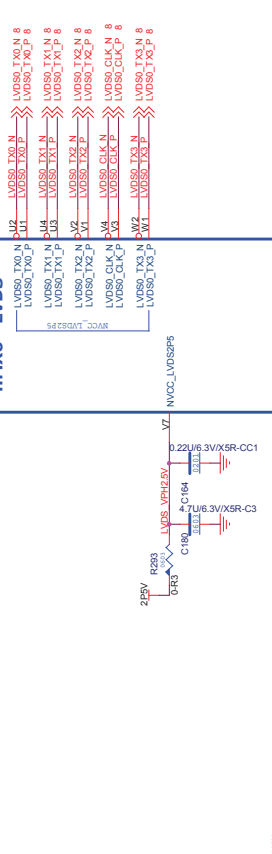 LVDS0_TX0_N 8
LVDS0_TX0_P 8
LVDS0_TX1_N 8
LVDS0_TX1_P 8
LVDS0_TX2_N 8
LVDS0_TX2_P 8
LVDS0_CLK_N 8
LVDS0_CLK_P 8
LVDS0_TX3_N 8
LVDS0_TX3_P 8
LVDS0_TX0_N
LVDS0_TX0_P
LVDS0_TX1_N
LVDS0_TX1_P
LVDS0_TX2_N
LVDS0_TX2_P
LVDS0_CLK_N
LVDS0_CLK_P
LVDS0_TX3_N
LVDS0_TX3_P
U2
U1
U4
U3
V2
V1
V4
V3
W2
W1
LVDS0_TX0_N
LVDS0_TX0_P
LVDS0_TX1_N
LVDS0_TX1_P
LVDS0_TX2_N
LVDS0_TX2_P
LVDS0_CLK_N
LVDS0_CLK_P
LVDS0_TX3_N
LVDS0_TX3_P
NVCC_LVDS2P5
NVCC_LVDS2P5
V7
LVDS_VPH2.5V
0.22U/6.3V/X5R-CC1
0201
C164
4.7U/6.3V/X5R-C3
0603
C180
R293
0-R3
2P5V